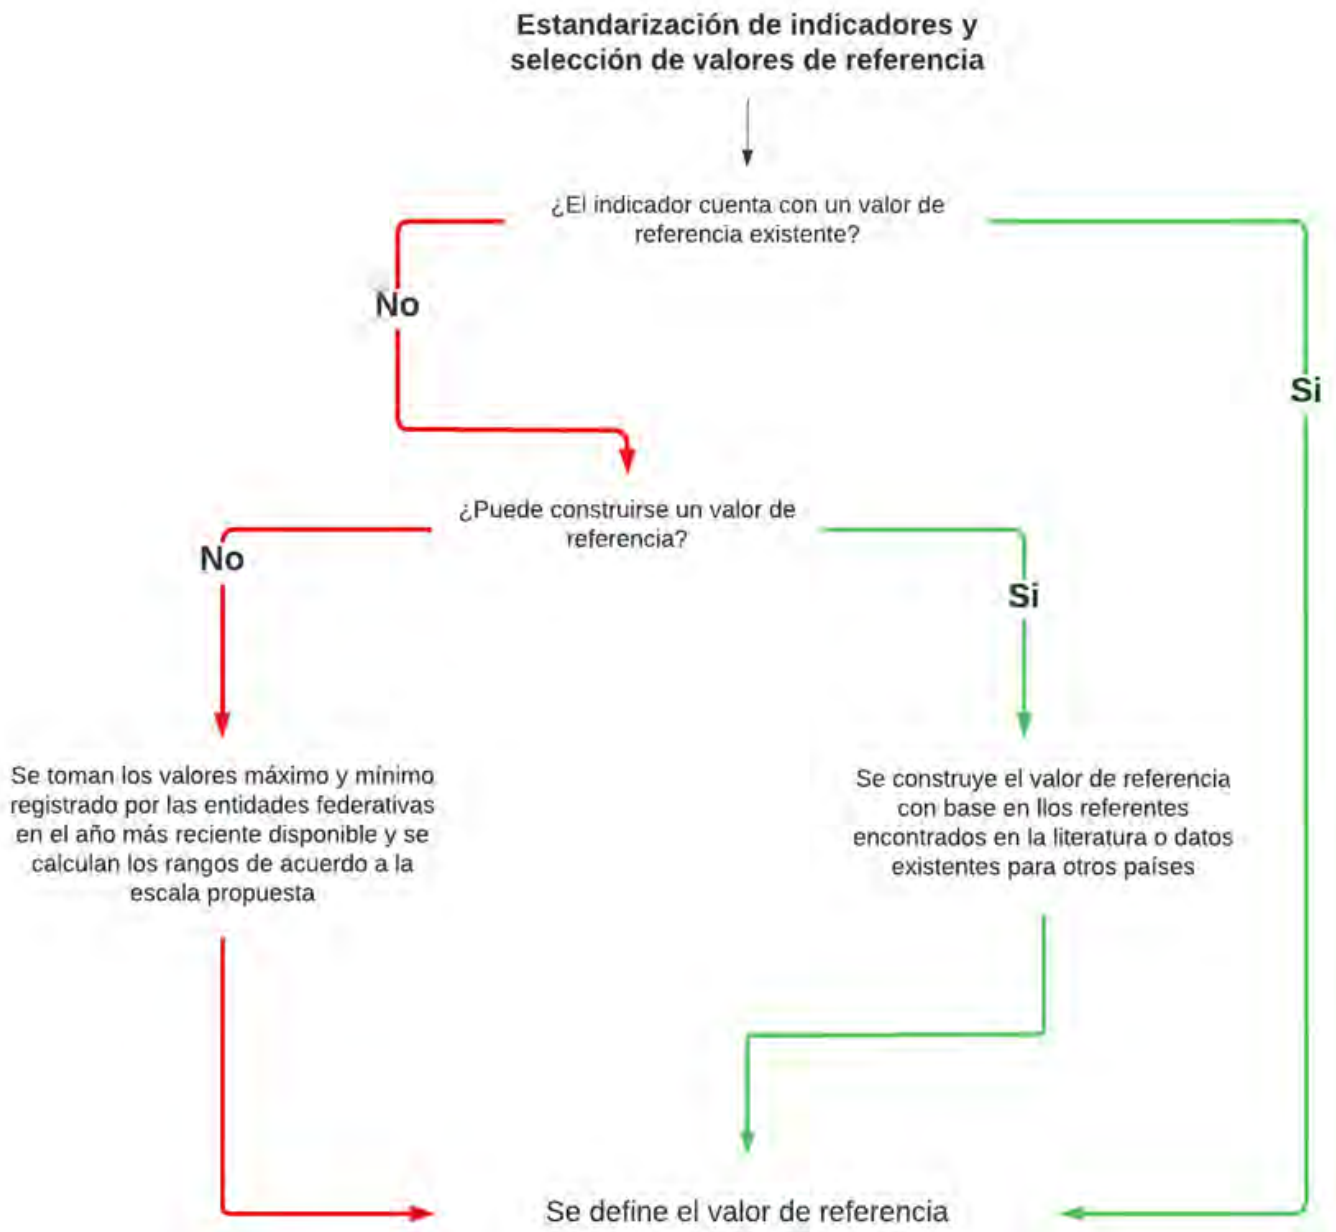 Estandarización de indicadores y
selección de valores de referencia
¿El indicador cuenta con un valor de
referencia existente?
No
Si
¿Puede construirse un valor de
referencia?
No
Si
Se toman los valores máximo y mínimo
registrado por las entidades federativas
en el año más reciente disponible y se
calculan los rangos de acuerdo a la
escala propuesta
Se construye el valor de referencia
con base en llos referentes
encontrados en la literatura o datos
existentes para otros países
Se define el valor de referencia